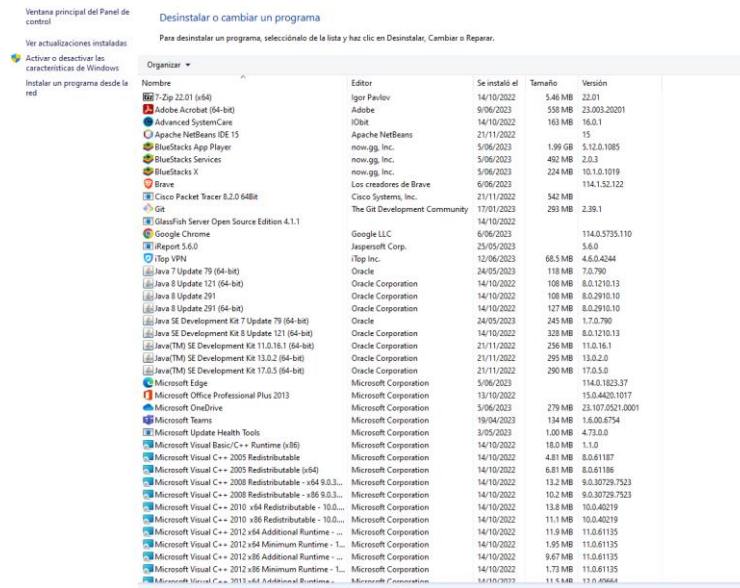 Ventana principal del Panel de
control
Ver actualizaciones instaladas
Activar o desactivar las
características de Windows
Instalar un programa desde la
red
Desinstalar o cambiar un programa
Para desinstalar un programa, selecciónalo de la lista y haz clic en Desinstalar, Cambiar o Reparar.
Organizar
Nombre Editor Se instaló el Tamaño Versión
7-Zip 22.01 (x64) Igor Pavlov 14/10/2022 5.46 MB 22.01
Adobe Acrobat (64-bit) Adobe 9/06/2023 558 MB 23.003.20201
Advanced SystemCare IObit 14/10/2022 163 MB 16.0.1
Apache NetBeans IDE 15 Apache NetBeans 21/11/2022 15
BlueStacks App Player now.gg, Inc. 5/06/2023 1.99 GB 5.12.0.1085
BlueStacks Services now.gg, Inc. 5/06/2023 492 MB 2.0.3
BlueStacks X now.gg, Inc. 5/06/2023 224 MB 10.1.0.1019
Brave Los creadores de Brave 6/06/2023 114.1.52.122
Cisco Packet Tracer 8.2.0 64Bit Cisco Systems, Inc. 21/11/2022 542 MB
Git The Git Development Community 17/01/2023 293 MB 2.39.1
GlassFish Server Open Source Edition 4.1.1 14/10/2022
Google Chrome Google LLC 6/06/2023 114.0.5735.110
iReport 5.6.0 Jaspersoft Corp. 25/05/2023 5.6.0
iTop VPN iTop Inc. 12/06/2023 68.5 MB 4.6.0.4244
Java 7 Update 79 (64-bit) Oracle 24/05/2023 118 MB 7.0.790
Java 8 Update 121 (64-bit) Oracle Corporation 14/10/2022 108 MB 8.0.1210.13
Java 8 Update 291 Oracle Corporation 14/10/2022 108 MB 8.0.2910.10
Java 8 Update 291 (64-bit) Oracle Corporation 14/10/2022 127 MB 8.0.2910.10
Java SE Development Kit 7 Update 79 (64-bit) Oracle 24/05/2023 245 MB 1.7.0.790
Java SE Development Kit 8 Update 121 (64-bit) Oracle Corporation 14/10/2022 328 MB 8.0.1210.13
Java(TM) SE Development Kit 11.0.16.1 (64-bit) Oracle Corporation 21/11/2022 256 MB 11.0.16.1
Java(TM) SE Development Kit 13.0.2 (64-bit) Oracle Corporation 21/11/2022 295 MB 13.0.2.0
Java(TM) SE Development Kit 17.0.5 (64-bit) Oracle Corporation 21/11/2022 290 MB 17.0.5.0
Microsoft Edge Microsoft Corporation 5/06/2023 114.0.1823.37
Microsoft Office Professional Plus 2013 Microsoft Corporation 13/10/2022 15.0.4420.1017
Microsoft OneDrive Microsoft Corporation 5/06/2023 279 MB 23.107.0521.0001
Microsoft Teams Microsoft Corporation 19/04/2023 134 MB 1.6.00.6754
Microsoft Update Health Tools Microsoft Corporation 3/05/2023 1.00 MB 4.73.0.0
Microsoft Visual Basic/C++ Runtime (x86) Microsoft Corporation 14/10/2022 18.0 MB 1.1.0
Microsoft Visual C++ 2005 Redistributable Microsoft Corporation 14/10/2022 4.81 MB 8.0.61187
Microsoft Visual C++ 2005 Redistributable (x64) Microsoft Corporation 14/10/2022 6.81 MB 8.0.61186
Microsoft Visual C++ 2008 Redistributable - x64 9.0.3... Microsoft Corporation 14/10/2022 13.2 MB 9.0.30729.7523
Microsoft Visual C++ 2008 Redistributable - x86 9.0.3... Microsoft Corporation 14/10/2022 10.2 MB 9.0.30729.7523
Microsoft Visual C++ 2010 x64 Redistributable - 10.0.... Microsoft Corporation 14/10/2022 13.8 MB 10.0.40219
Microsoft Visual C++ 2010 x86 Redistributable - 10.0.... Microsoft Corporation 14/10/2022 11.1 MB 10.0.40219
Microsoft Visual C++ 2012 x64 Additional Runtime - ... Microsoft Corporation 14/10/2022 11.9 MB 11.0.61135
Microsoft Visual C++ 2012 x64 Minimum Runtime - 1... Microsoft Corporation 14/10/2022 1.95 MB 11.0.61135
Microsoft Visual C++ 2012 x86 Additional Runtime - ... Microsoft Corporation 14/10/2022 9.67 MB 11.0.61135
Microsoft Visual C++ 2012 x86 Minimum Runtime - 1... Microsoft Corporation 14/10/2022 1.73 MB 11.0.61135
Microsoft Visual C++ 2013 x64 Additional Runtime - Microsoft Corporation 14/10/2022 11.5 MB 12.0.40664